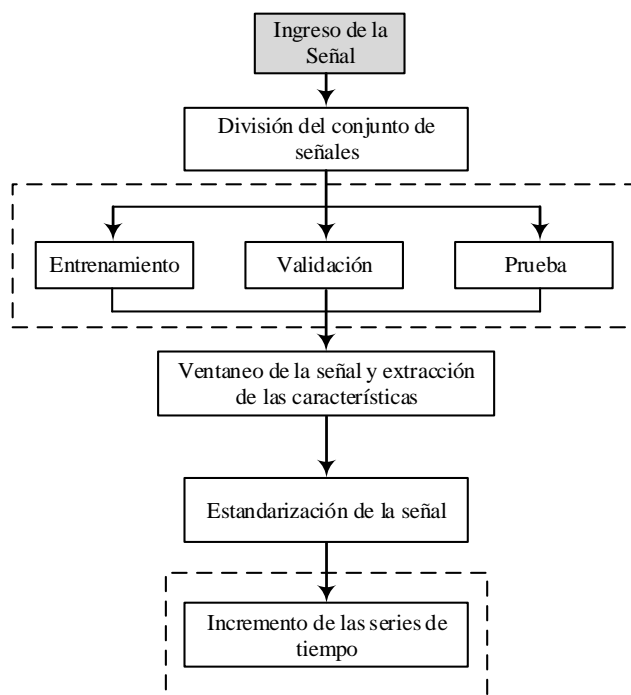 Ingreso de la
Señal
División del conjunto de
señales
Entrenamiento
Validación
Prueba
Ventaneo de la señal y extracción
de las características
Estandarización de la señal
Incremento de las series de
tiempo